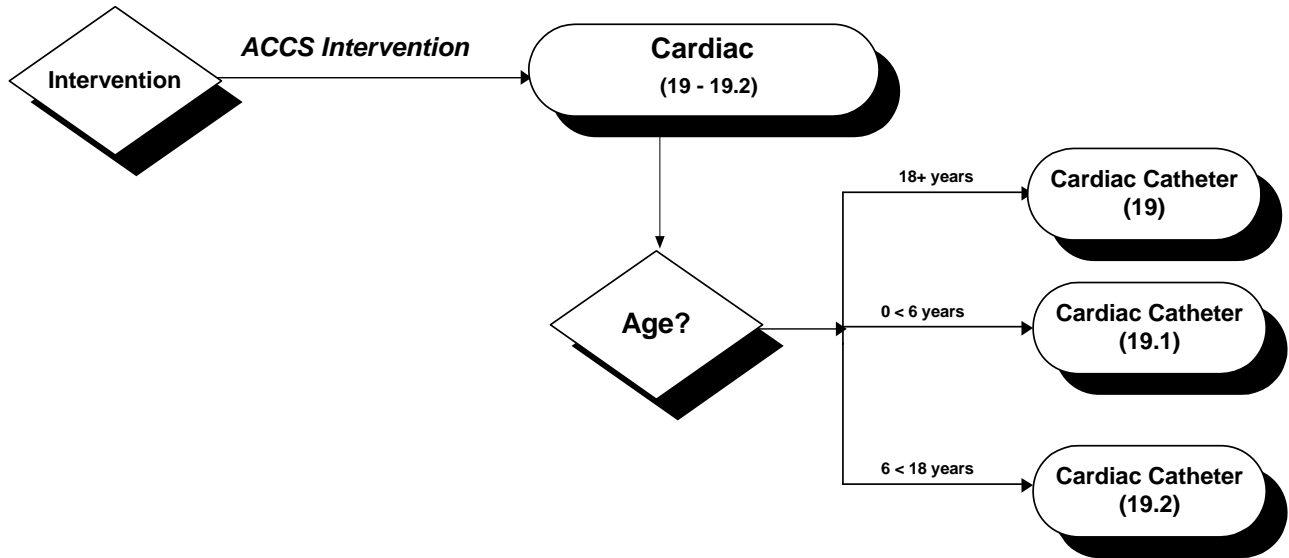 Intervention
ACCS Intervention
Cardiac
(19 - 19.2)
Age?
18+ years
Cardiac Catheter
(19)
0 < 6 years
Cardiac Catheter
(19.1)
6 < 18 years
Cardiac Catheter
(19.2)